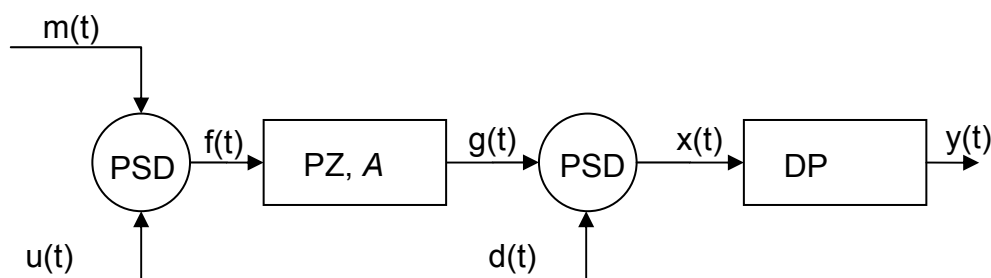 m(t)
f(t)
g(t)
x(t)
y(t)
PSD
PZ, A
PSD
DP
u(t)
d(t)